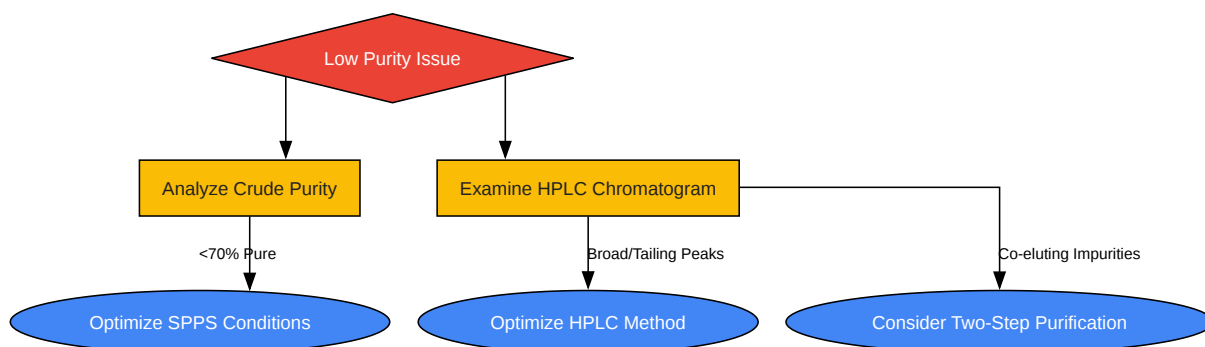 Low Purity Issue
Analyze Crude Purity
Examine HPLC Chromatogram
<70% Pure
Broad/Tailing Peaks
Co-eluting Impurities
Optimize SPPS Conditions
Optimize HPLC Method
Consider Two-Step Purification